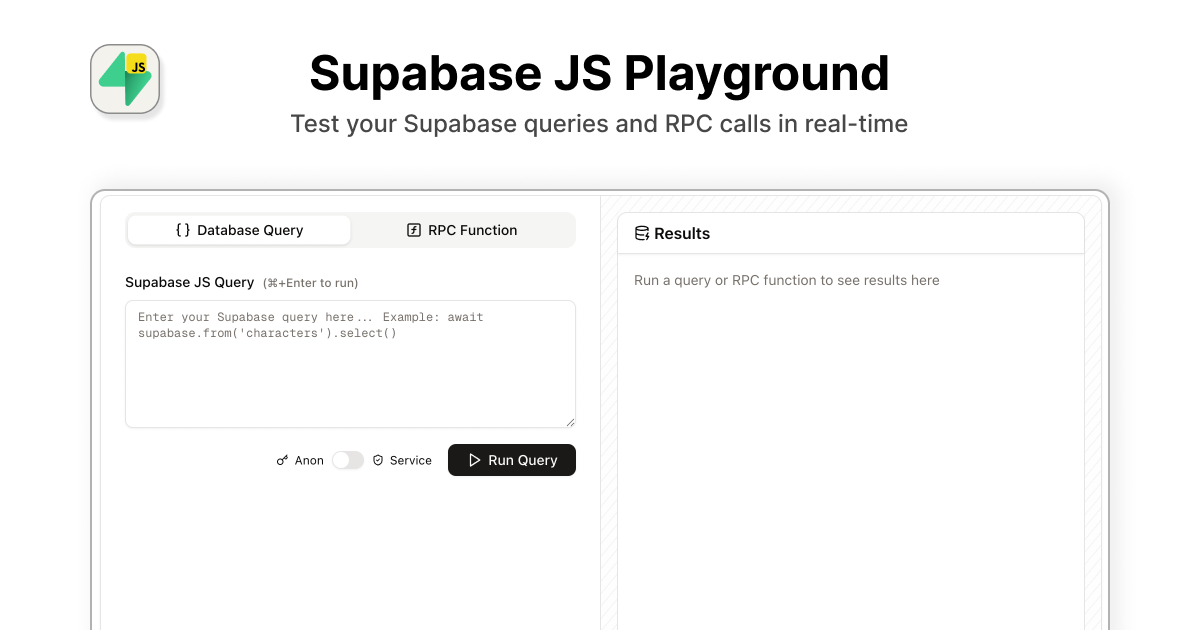 JS
Supabase JS Playground
Test your Supabase queries and RPC calls in real-time
{ } Database Query
RPC Function
Supabase JS Query (⌘+Enter to run)
Enter your Supabase query here... Example: await
supabase.from('characters').select()
Anon
Service
Run Query
Results
Run a query or RPC function to see results here